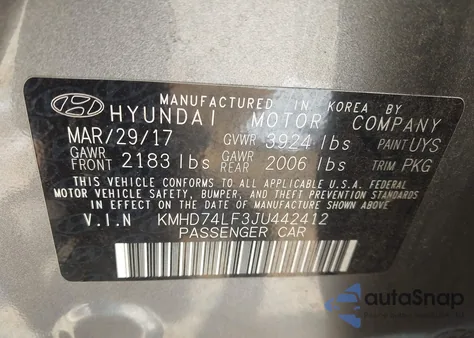 MANUFACTURED IN KOREA BY
HYUNDAI MOTOR COMPANY
MAR/29/17 GVWR 3924 lbs PAINT UYS
GAWR FRONT 2183 lbs GAWR REAR 2006 lbs TRIM PKG
THIS VEHICLE CONFORMS TO ALL APPLICABLE U.S.A FEDERAL
MOTOR VEHICLE SAFETY, BUMPER, AND THEFT PREVENTION STANDARDS
IN EFFECT ON THE DATE OF MANUFACTURE SHOWN ABOVE
V.I.N KMHD74LF3JU442412
PASSENGER CAR
autoSnap